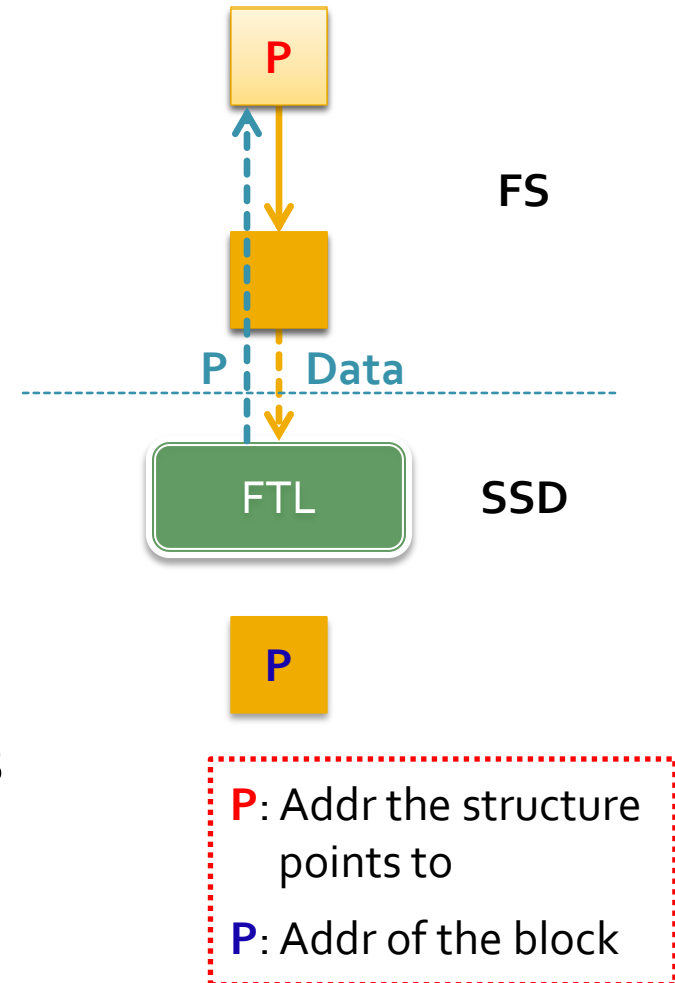 P
FS
P Data
FTL
SSD
P
P: Addr the structure
points to
P: Addr of the block